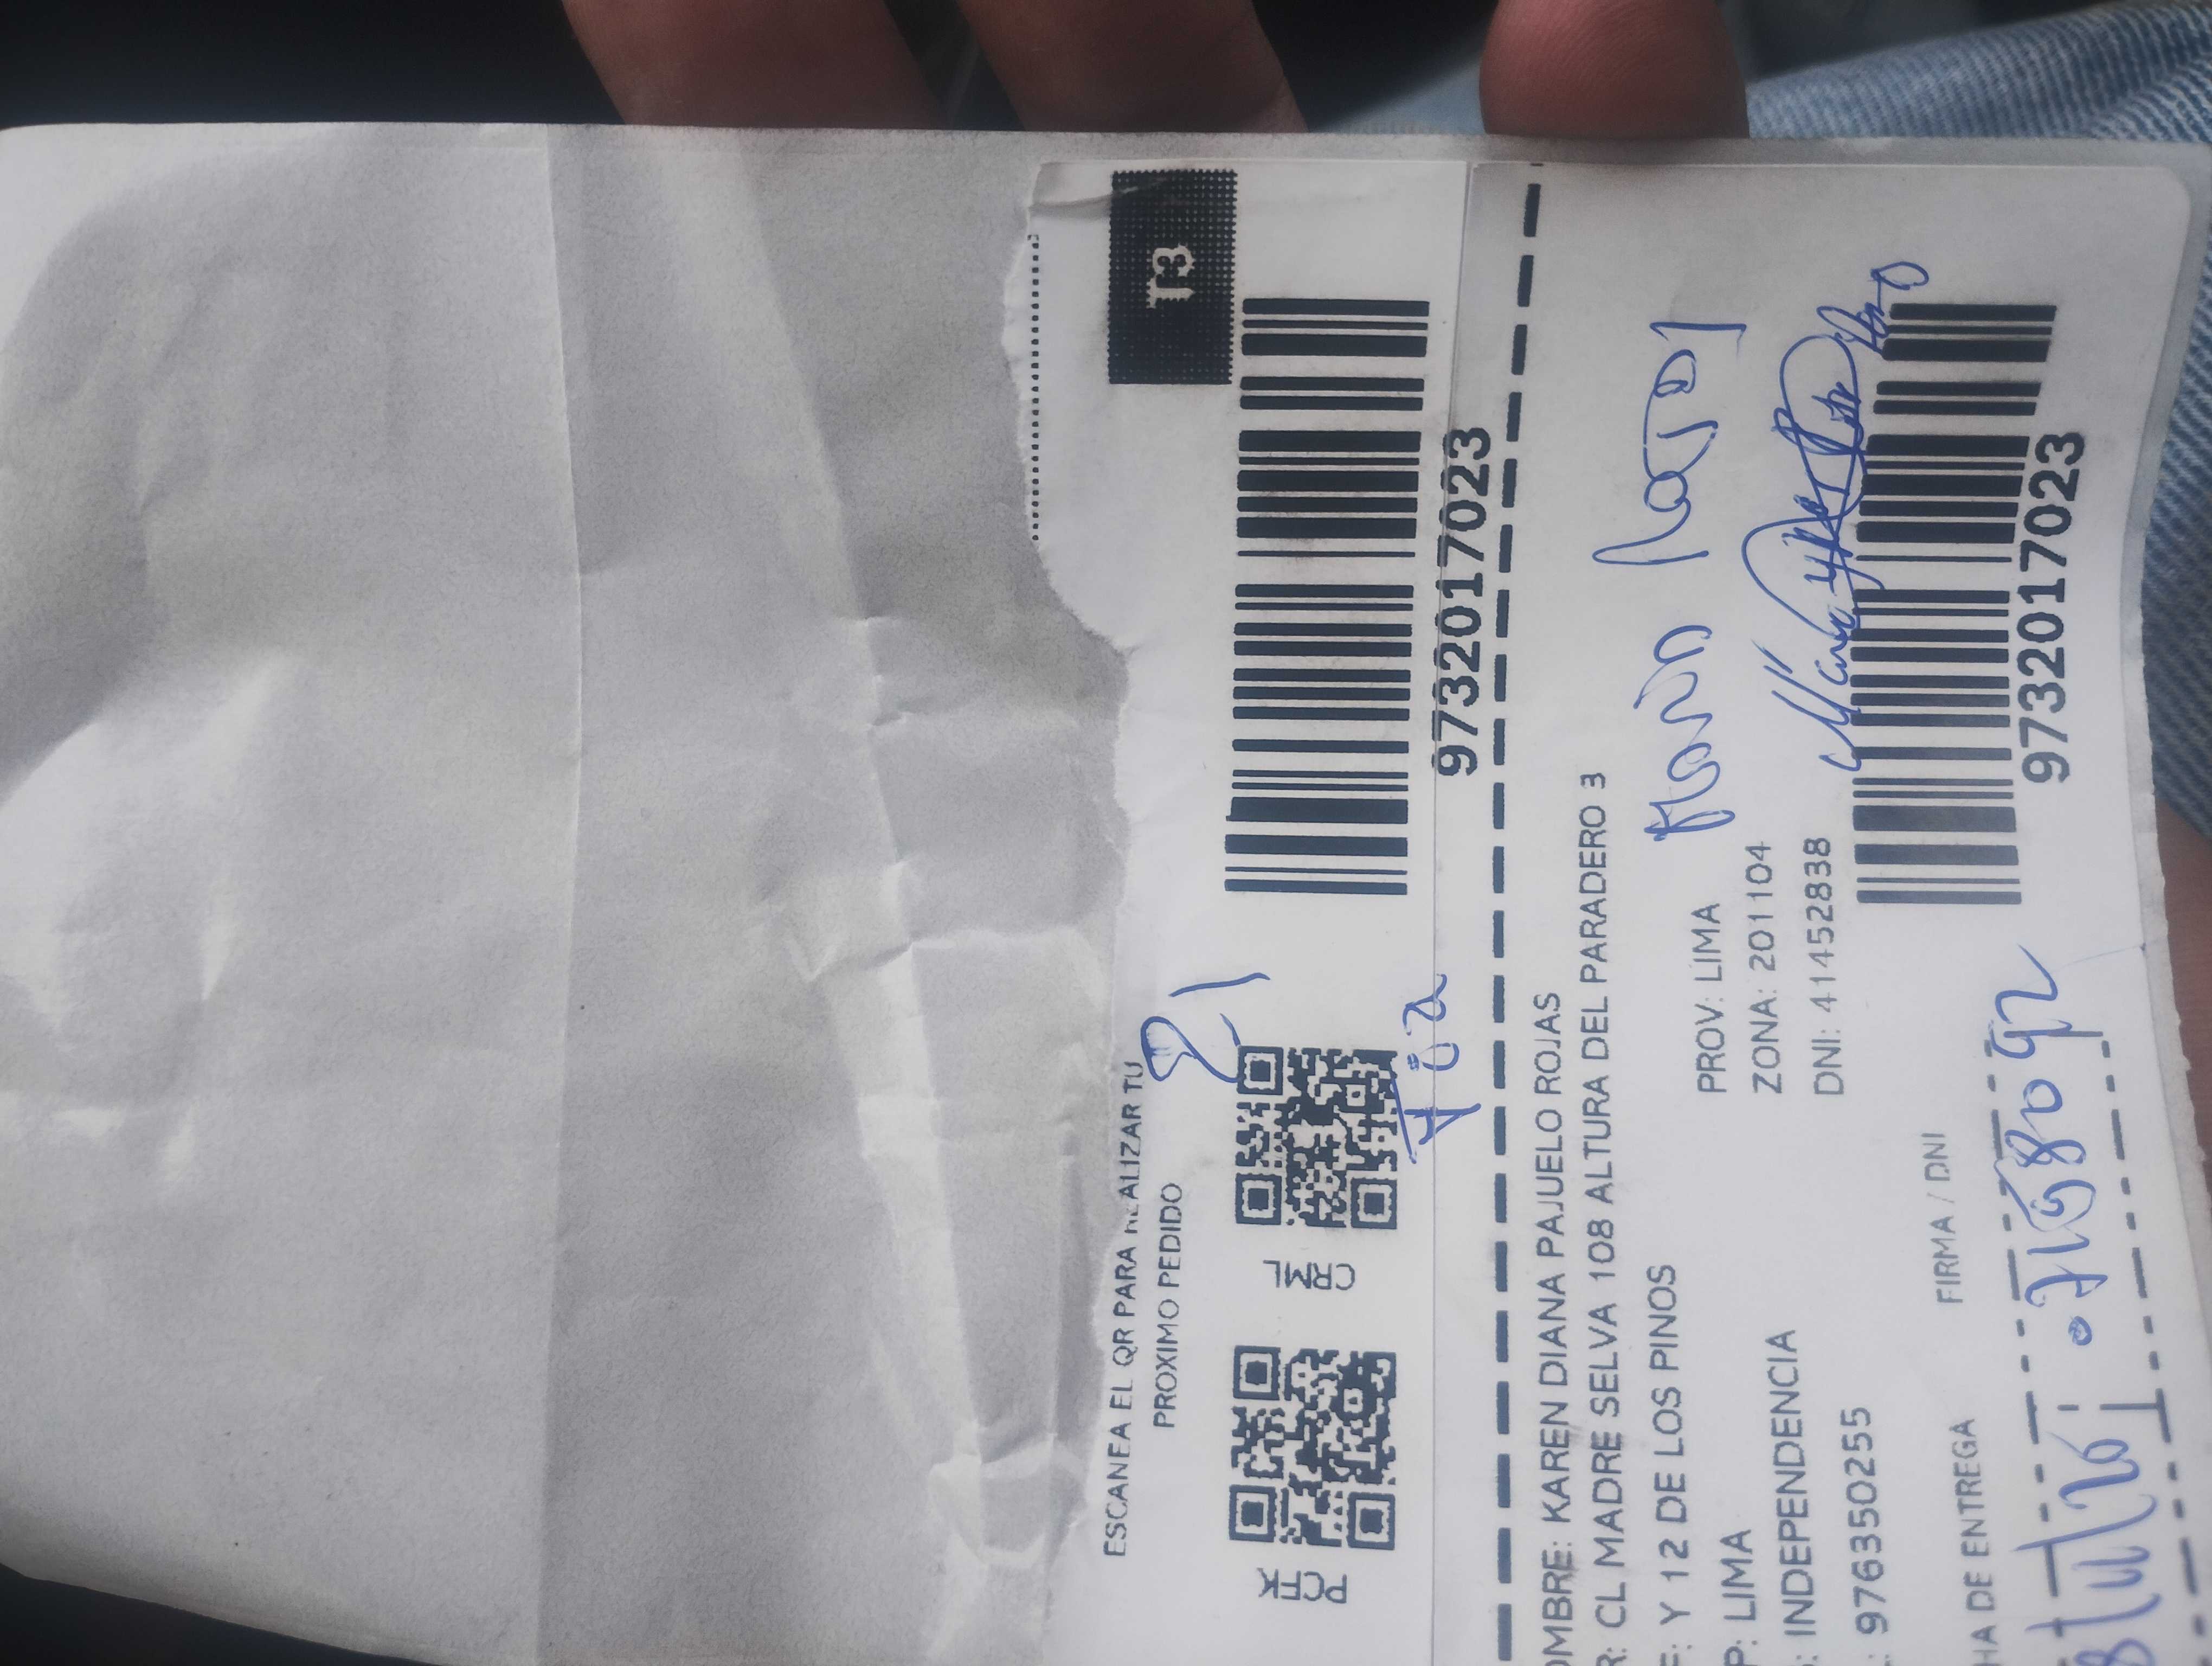 T3
ESCANEA EL QR PARA REALIZAR TU
PROXIMO PEDIDO
CRML
21
Tía
9732017023
OMBRE: KAREN DIANA PAJUELO ROJAS
R: CL MADRE SELVA 108 ALTURA DEL PARADERO 3
F: Y 12 DE LOS PINOS
P: LIMA
PROV: LIMA
S: INDEPENDENCIA
ZONA: 201104
: 976350255
DNI: 41452838
HA DE ENTREGA
FIRMA / DNI
9732017023